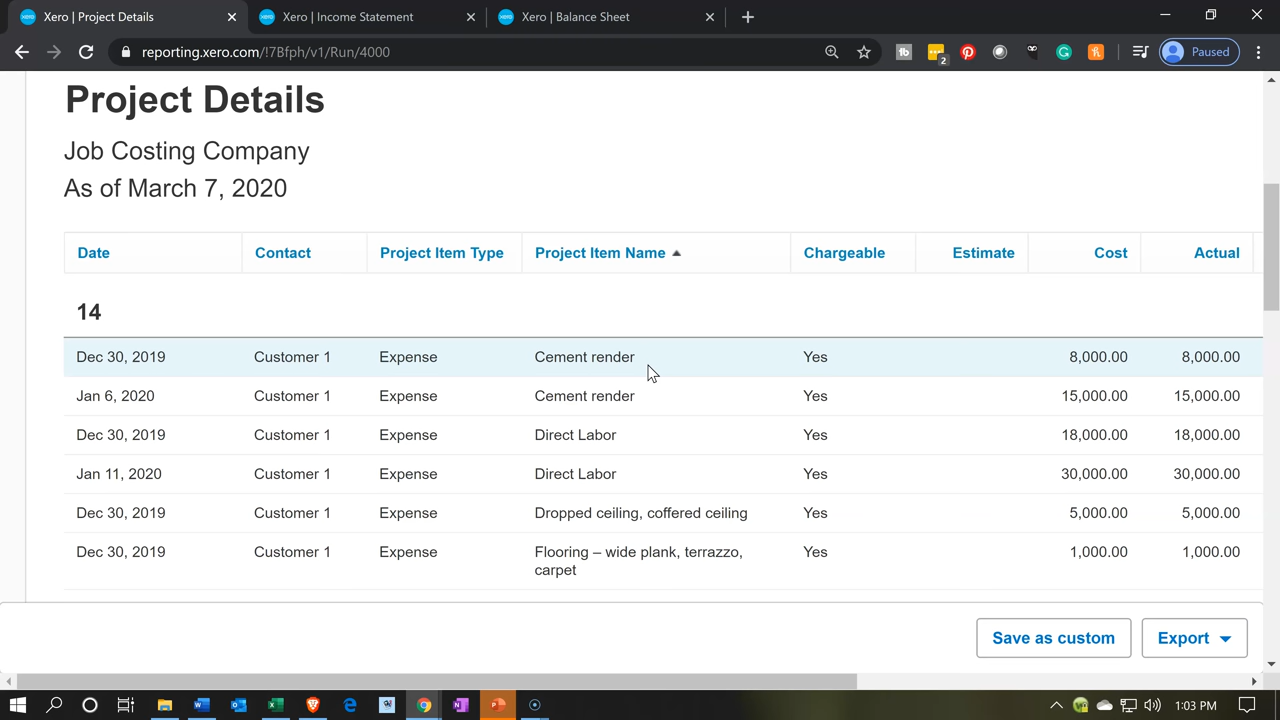 Xero | Project Details
Xero | Income Statement
Xero | Balance Sheet
reporting.xero.com/!7Bfph/v1/Run/4000
2
Paused
Project Details
Job Costing Company
As of March 7, 2020
Date Contact Project Item Type Project Item Name Chargeable Estimate Cost Actual
14
Dec 30, 2019 Customer 1 Expense Cement render Yes 8,000.00 8,000.00
Jan 6, 2020 Customer 1 Expense Cement render Yes 15,000.00 15,000.00
Dec 30, 2019 Customer 1 Expense Direct Labor Yes 18,000.00 18,000.00
Jan 11, 2020 Customer 1 Expense Direct Labor Yes 30,000.00 30,000.00
Dec 30, 2019 Customer 1 Expense Dropped ceiling, coffered ceiling Yes 5,000.00 5,000.00
Dec 30, 2019 Customer 1 Expense Flooring – wide plank, terrazzo, Yes 1,000.00 1,000.00
carpet
Save as custom
Export
1:03 PM